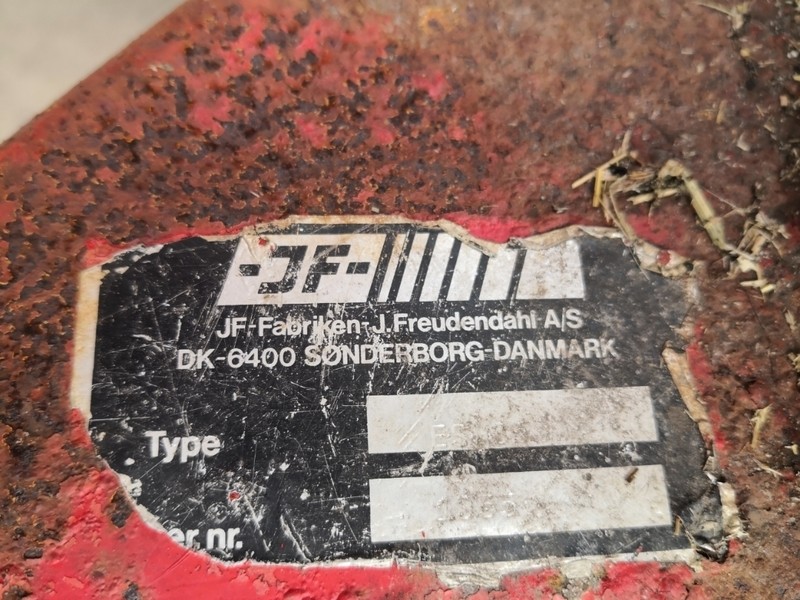 -JF-
JF-Fabriken-J.Freudendahl A/S
DK-6400 SØNDERBORG-DANMARK
Type
er nr.